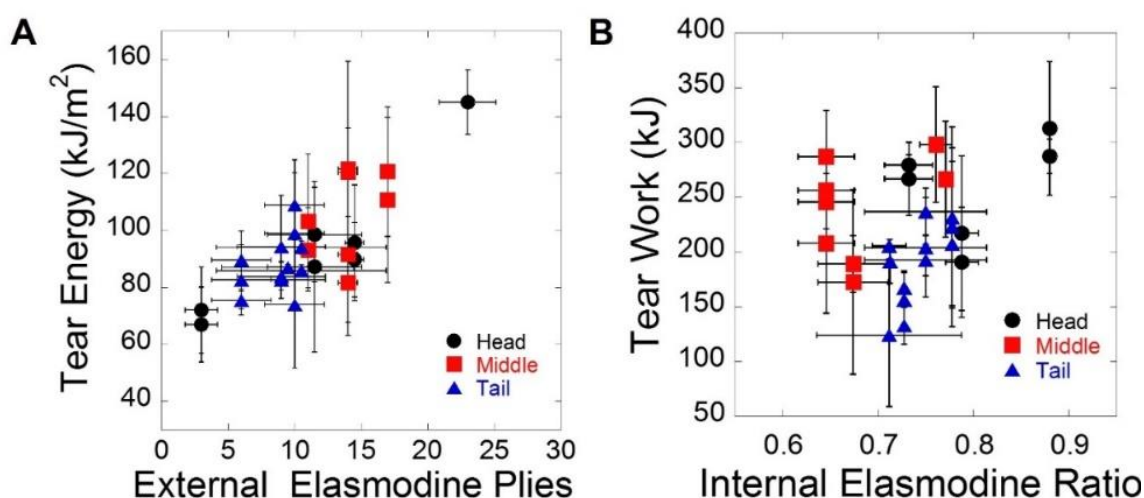 A
Tear Energy (kJ/m²)
160
140
120
100
80
60
40
0 5 10 15 20 25 30
External Elasmodine Plies
Head
Middle
Tail
B
Tear Work (kJ)
400
350
300
250
200
150
100
50
0.6 0.7 0.8 0.9
Internal Elasmodine Ratio
Head
Middle
Tail